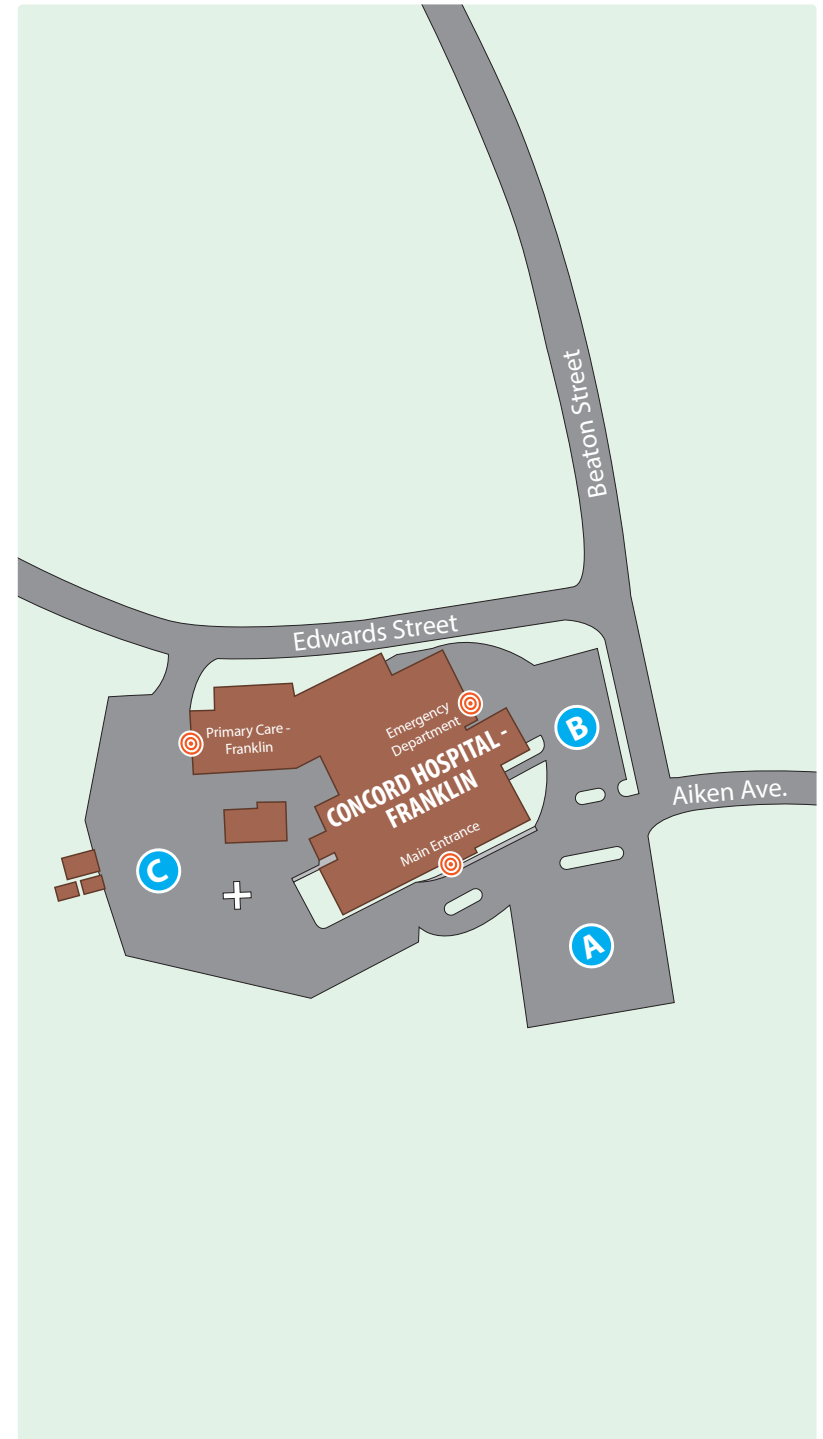 Beaton Street
Edwards Street
Primary Care -
Franklin
Emergency
Department
B
CONCORD HOSPITAL -
FRANKLIN
Aiken Ave.
Main Entrance
C
A